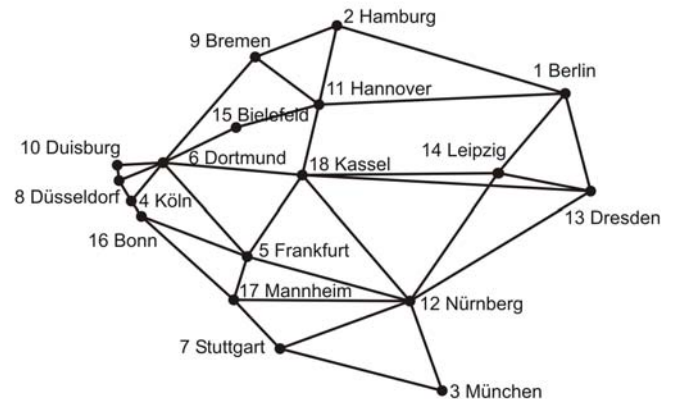 2 Hamburg
9 Bremen
1 Berlin
11 Hannover
15 Bielefeld
10 Duisburg
6 Dortmund
18 Kassel
14 Leipzig
8 Düsseldorf
4 Köln
13 Dresden
16 Bonn
5 Frankfurt
17 Mannheim
12 Nürnberg
7 Stuttgart
3 München